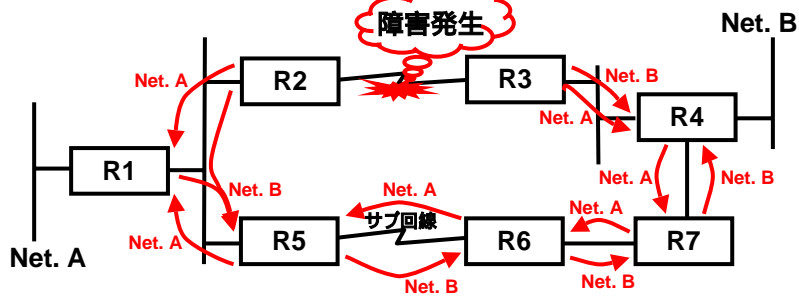 障害発生
Net. B
Net. A
R2
R3
Net. B
Net. A
R4
R1
Net. B
Net. A
サブ回線
Net. A
Net. B
Net. A
Net. A
R5
R6
R7
Net. A
Net. B
Net. B